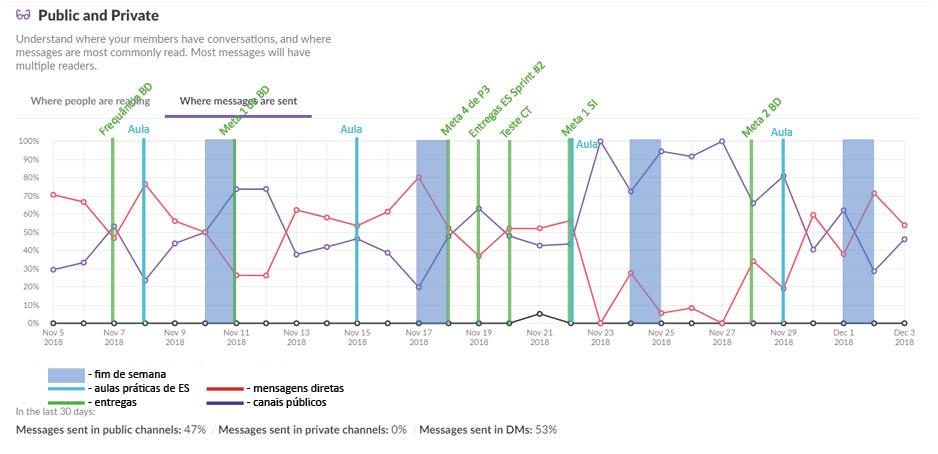 Public and Private
Understand where your members have conversations, and where
messages are most commonly read. Most messages will have
multiple readers.
Where people are reading
Where messages are sent
Frequência BD
Aula
Meta 1 de BD
Aula
Meta 4 de P3
Entregas ES Sprint #2
Teste CT
Meta 1 SI
Aula
Meta 2 BD
Aula
100%
90%
80%
70%
60%
50%
40%
30%
20%
10%
0%
Nov 5
2018
Nov 7
2018
Nov 9
2018
Nov 11
2018
Nov 13
2018
Nov 15
2018
Nov 17
2018
Nov 19
2018
Nov 21
2018
Nov 23
2018
Nov 25
2018
Nov 27
2018
Nov 29
2018
Dec 1
2018
Dec 3
2018
- fim de semana
- aulas práticas de ES
- mensagens diretas
- entregas
- canais públicos
In the last 30 days:
Messages sent in public channels: 47% / Messages sent in private channels: 0% / Messages sent in DMs: 53%